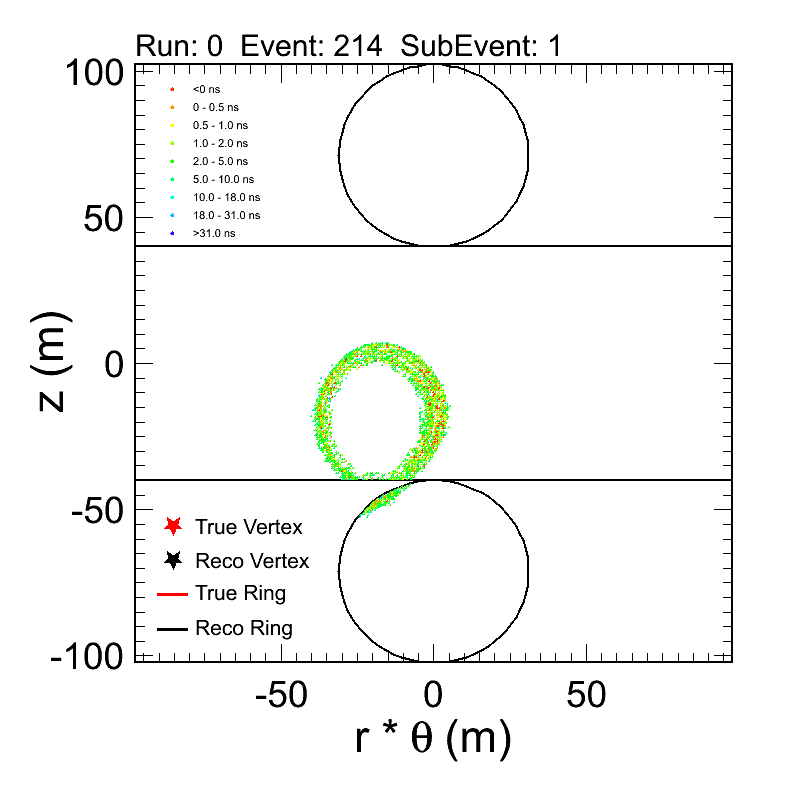 Run: 0 Event: 214 SubEvent: 1
100
<0 ns
0 - 0.5 ns
0.5 - 1.0 ns
1.0 - 2.0 ns
2.0 - 5.0 ns
5.0 - 10.0 ns
10.0 - 18.0 ns
18.0 - 31.0 ns
>31.0 ns
50
z (m)
0
-50
True Vertex
Reco Vertex
True Ring
Reco Ring
-100
-50 0 50
r * θ (m)